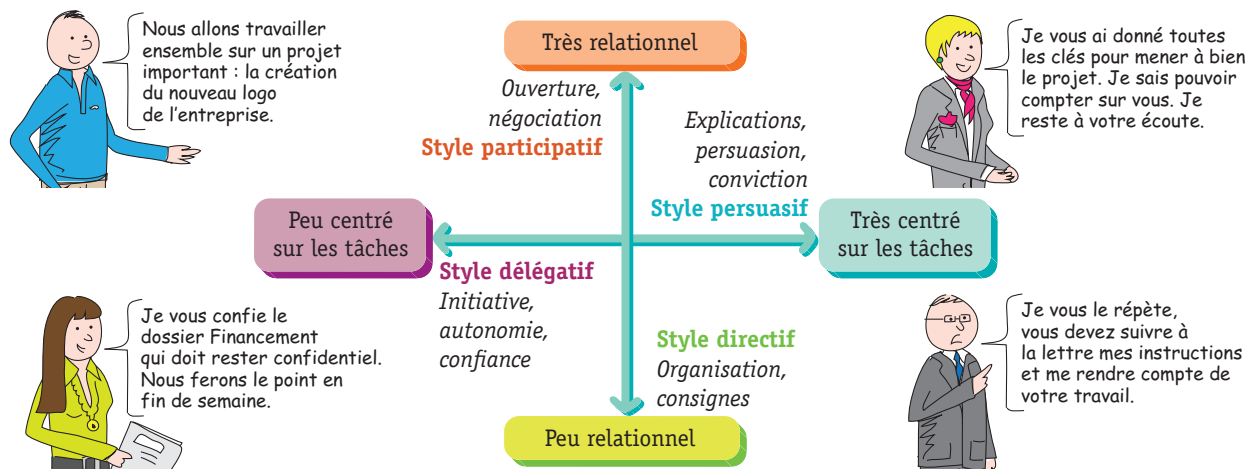 Nous allons travailler
ensemble sur un projet
important : la création
du nouveau logo
de l'entreprise.
Très relationnel
Ouverture,
négociation
Style participatif
Explications,
persuasion,
conviction
Style persuasif
Je vous ai donné toutes
les clés pour mener à bien
le projet. Je sais pouvoir
compter sur vous. Je
reste à votre écoute.
Peu centré
sur les tâches
Très centré
sur les tâches
Je vous confie le
dossier Financement
qui doit rester confidentiel.
Nous ferons le point en
fin de semaine.
Style délégatif
Initiative,
autonomie,
confiance
Style directif
Organisation,
consignes
Peu relationnel
Je vous le répète,
vous devez suivre à
la lettre mes instructions
et me rendre compte de
votre travail.